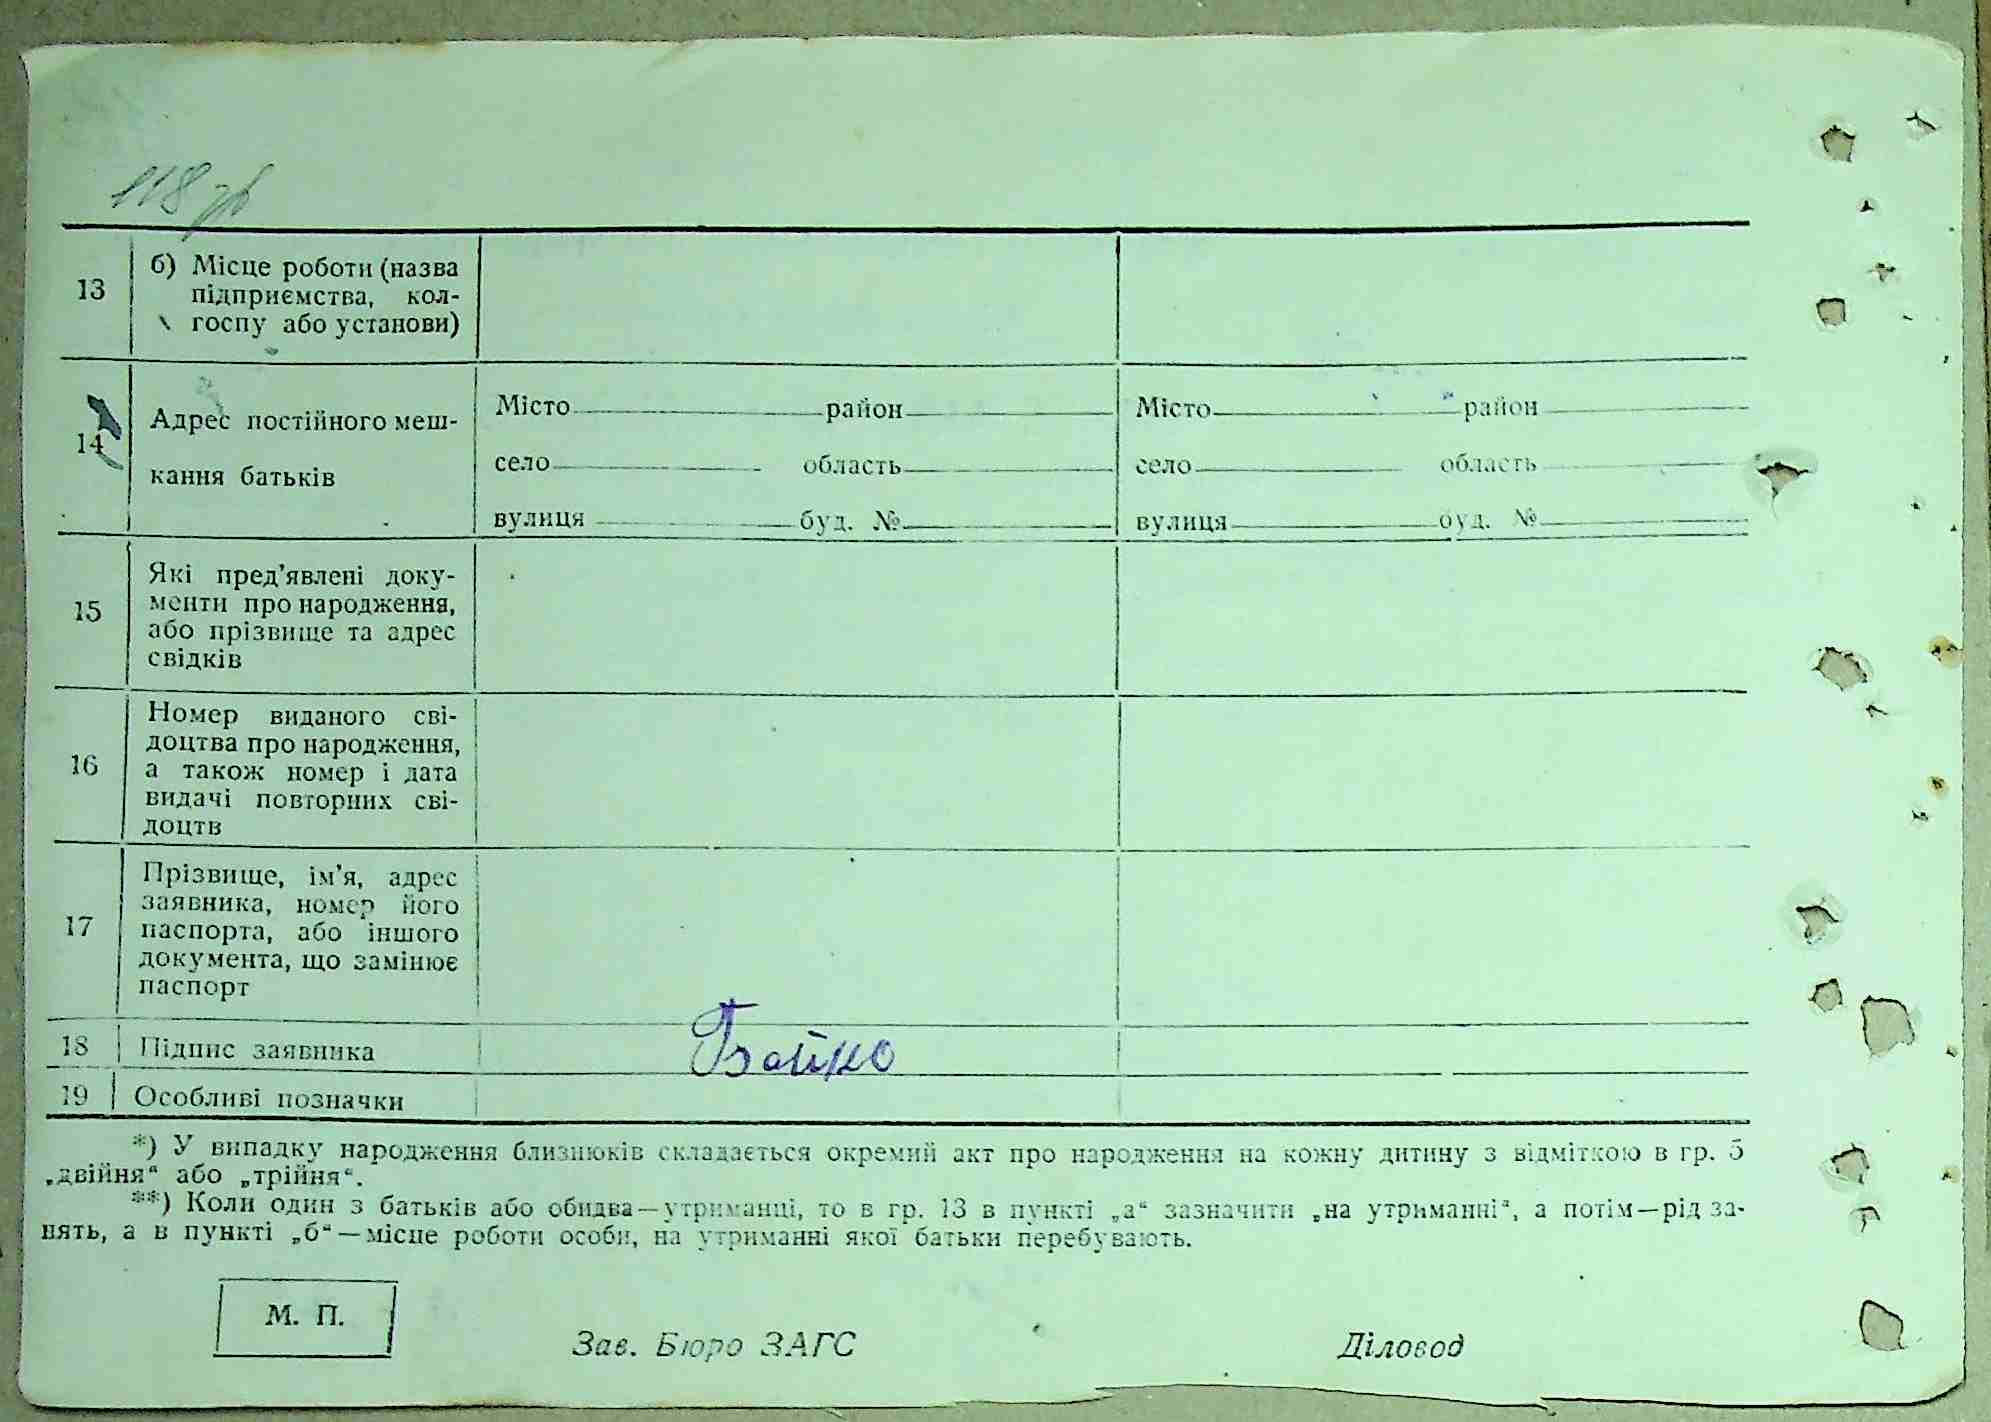 118 зв
13 б) Місце роботи (назва
підприємства, кол-
госпу або установи)
14 Адрес постійного меш-
кання батьків
Місто район Місто район
село область село область
вулиця буд. № вулиця буд. №
15 Які пред’явлені доку-
менти про народження,
або прізвище та адрес
свідків
16 Номер виданого сві-
доцтва про народження,
а також номер і дата
видачі повторних сві-
доцтв
17 Прізвище, ім’я, адрес
заявника, номер його
паспорта, або іншого
документа, що замінює
паспорт
18 Підпис заявника Бойко
19 Особливі позначки
*) У випадку народження близнюків складається окремий акт про народження на кожну дитину з відміткою в гр. 5
„двійня“ або „трійня“.
**) Коли один з батьків або обидва—утриманці, то в гр. 13 в пункті „а“ зазначити „на утриманні“, а потім—рід за-
нять, а в пункті „б“—місце роботи особи, на утриманні якої батьки перебувають.
М. П.
Зав. Бюро ЗАГС Діловод